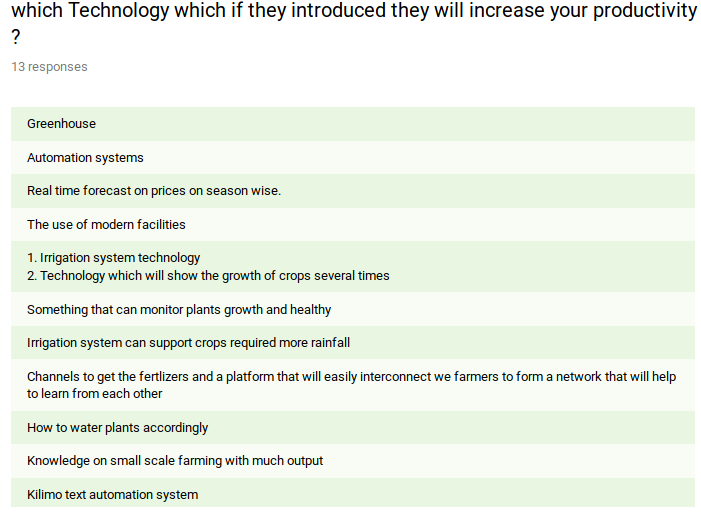 which Technology which if they introduced they will increase your productivity
?
13 responses
Greenhouse
Automation systems
Real time forecast on prices on season wise.
The use of modern facilities
1. Irrigation system technology
2. Technology which will show the growth of crops several times
Something that can monitor plants growth and healthy
Irrigation system can support crops required more rainfall
Channels to get the fertlizers and a platform that will easily interconnect we farmers to form a network that will help
to learn from each other
How to water plants accordingly
Knowledge on small scale farming with much output
Kilimo text automation system